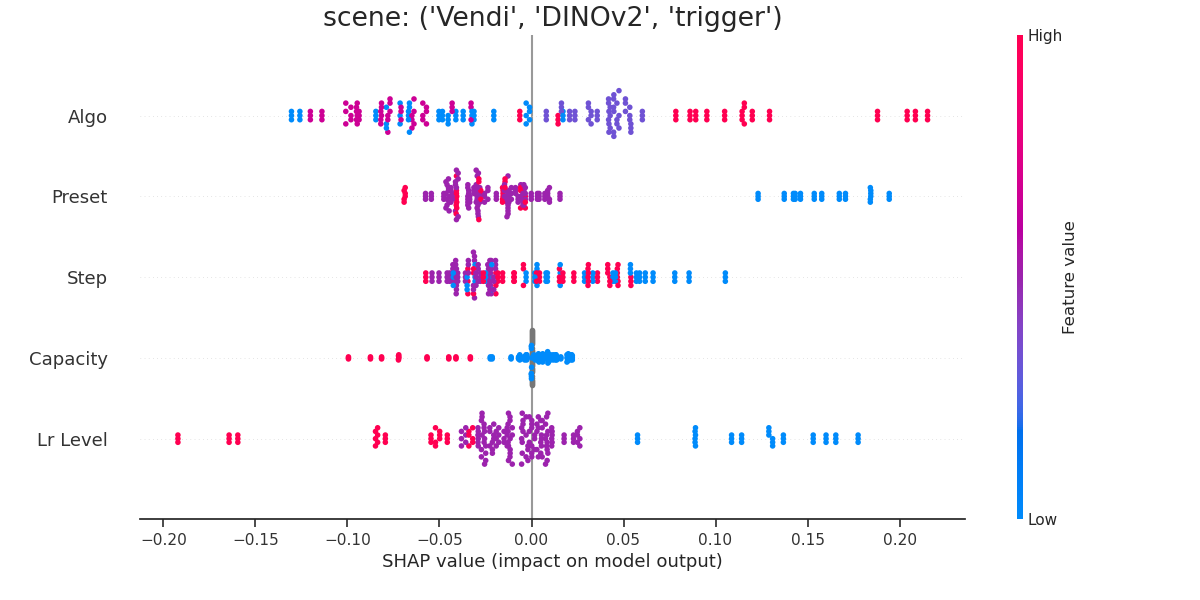 scene: ('Vendi', 'DINOv2', 'trigger')
High
Algo
Preset
Step
Capacity
Lr Level
Feature value
Low
−0.20 −0.15 −0.10 −0.05 0.00 0.05 0.10 0.15 0.20
SHAP value (impact on model output)